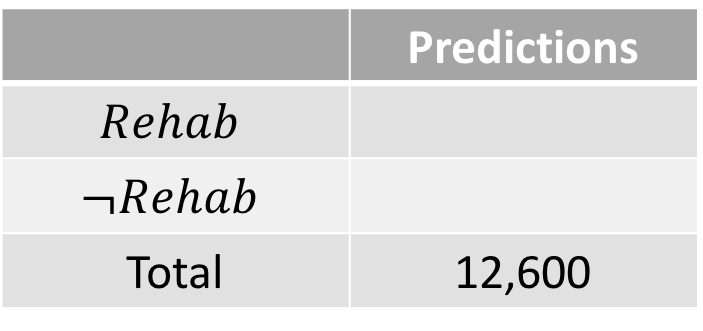 Predictions
Rehab
¬Rehab
Total 12,600